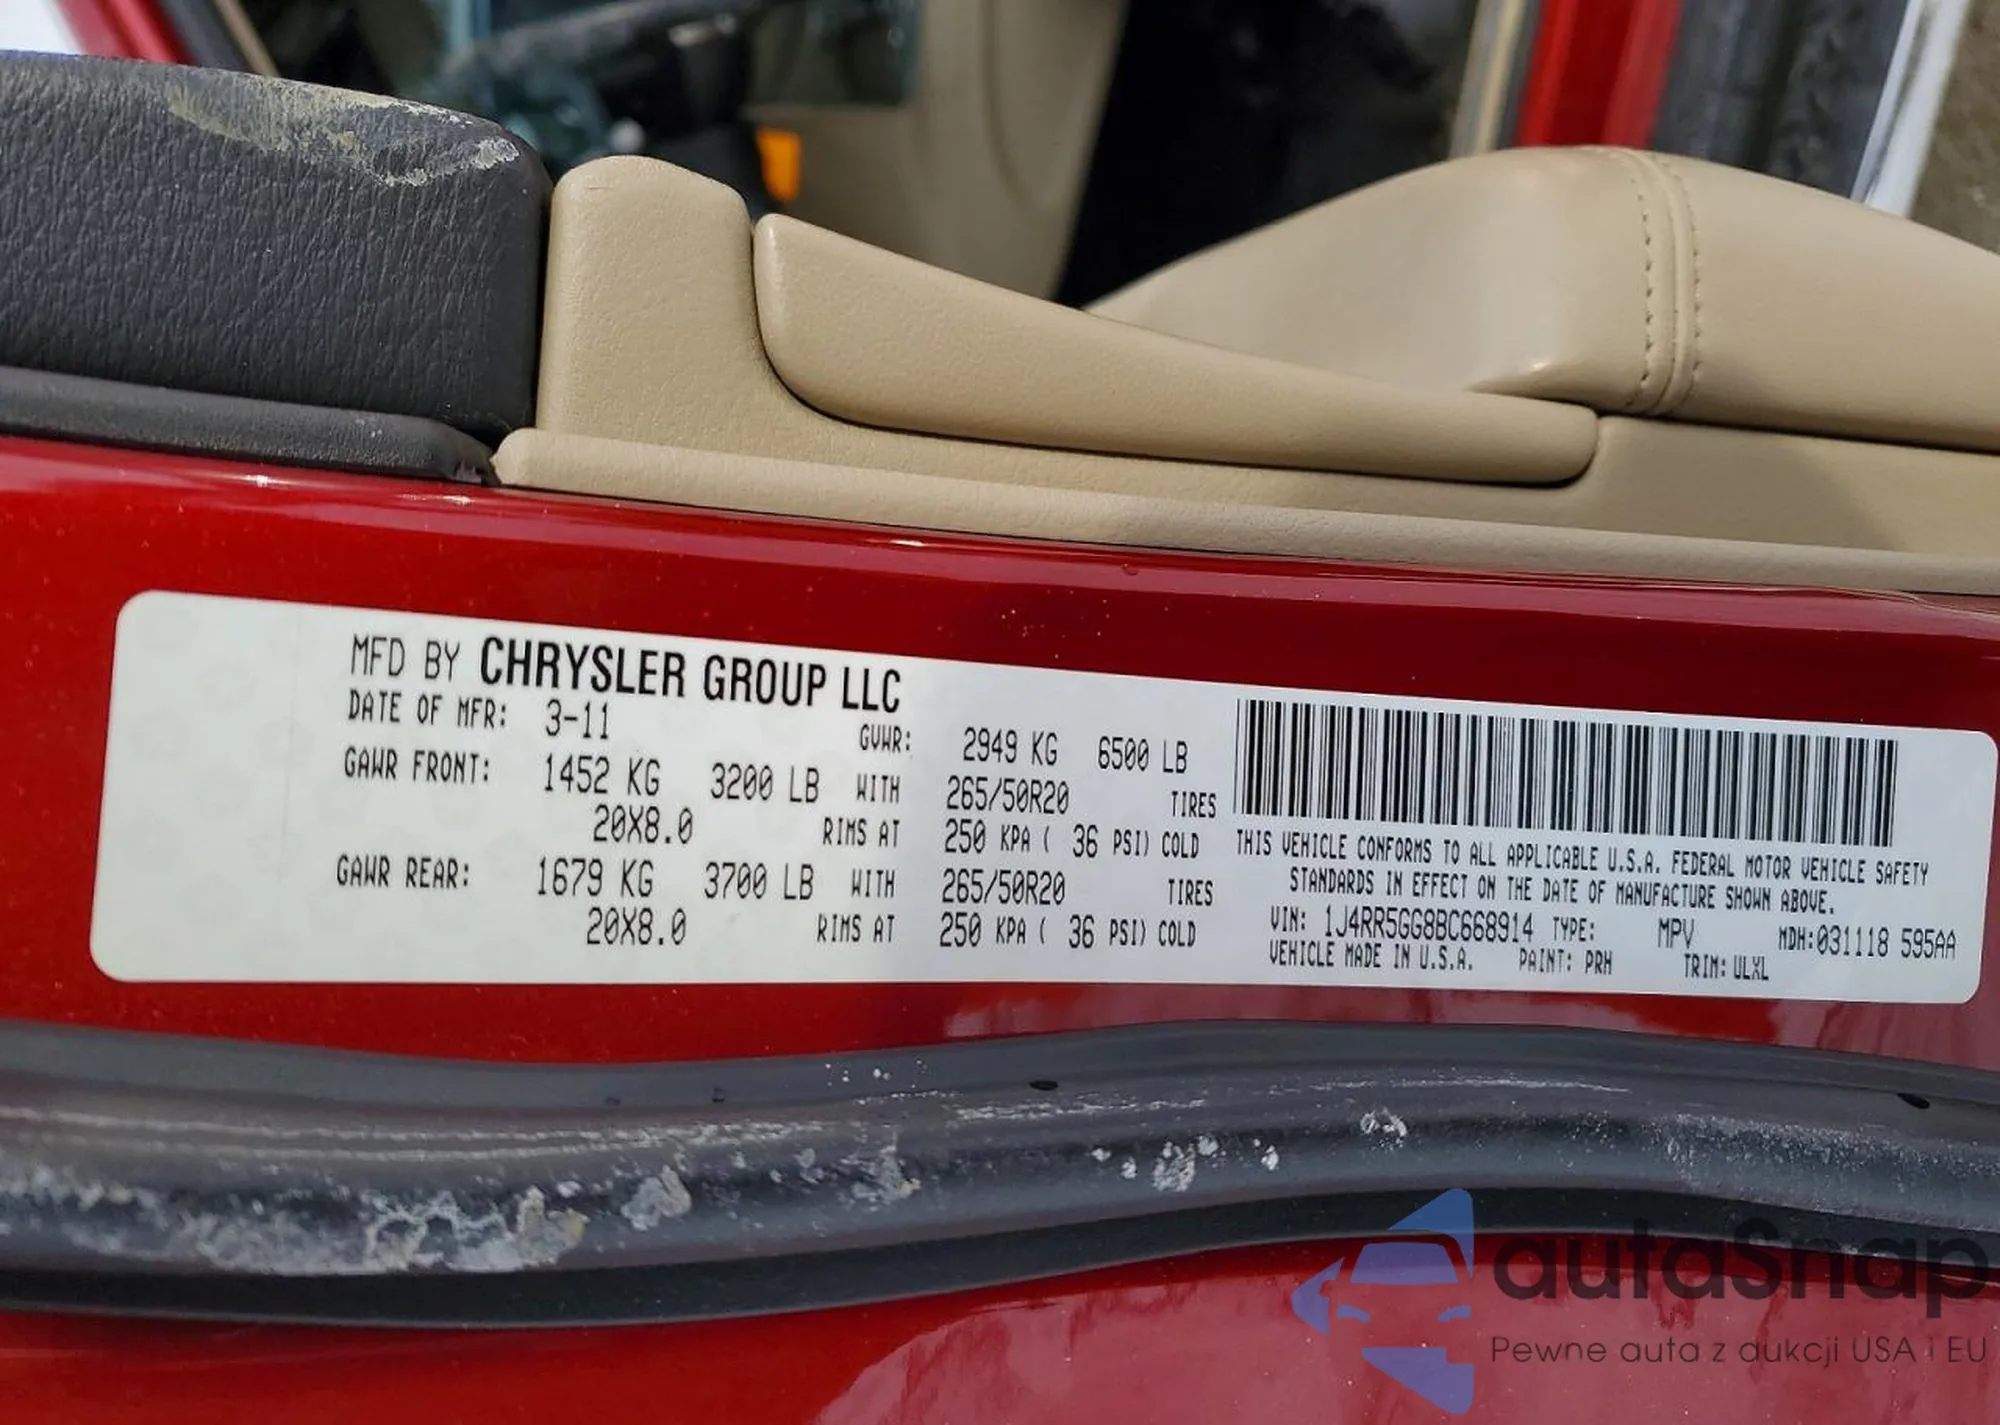 MFD BY CHRYSLER GROUP LLC
DATE OF MFR: 3-11 GVWR: 2949 KG 6500 LB
GAWR FRONT: 1452 KG 3200 LB WITH 265/50R20 TIRES
20X8.0 RIMS AT 250 KPA ( 36 PSI) COLD
GAWR REAR: 1679 KG 3700 LB WITH 265/50R20 TIRES
20X8.0 RIMS AT 250 KPA ( 36 PSI) COLD
THIS VEHICLE CONFORMS TO ALL APPLICABLE U.S.A. FEDERAL MOTOR VEHICLE SAFETY
STANDARDS IN EFFECT ON THE DATE OF MANUFACTURE SHOWN ABOVE.
VIN: 1J4RR5GG8BC668914 TYPE: MPV MDH:031118 595AA
VEHICLE MADE IN U.S.A. PAINT: PRH TRIM: ULXL
autaSnap
Pewne auta z aukcji USA i EU